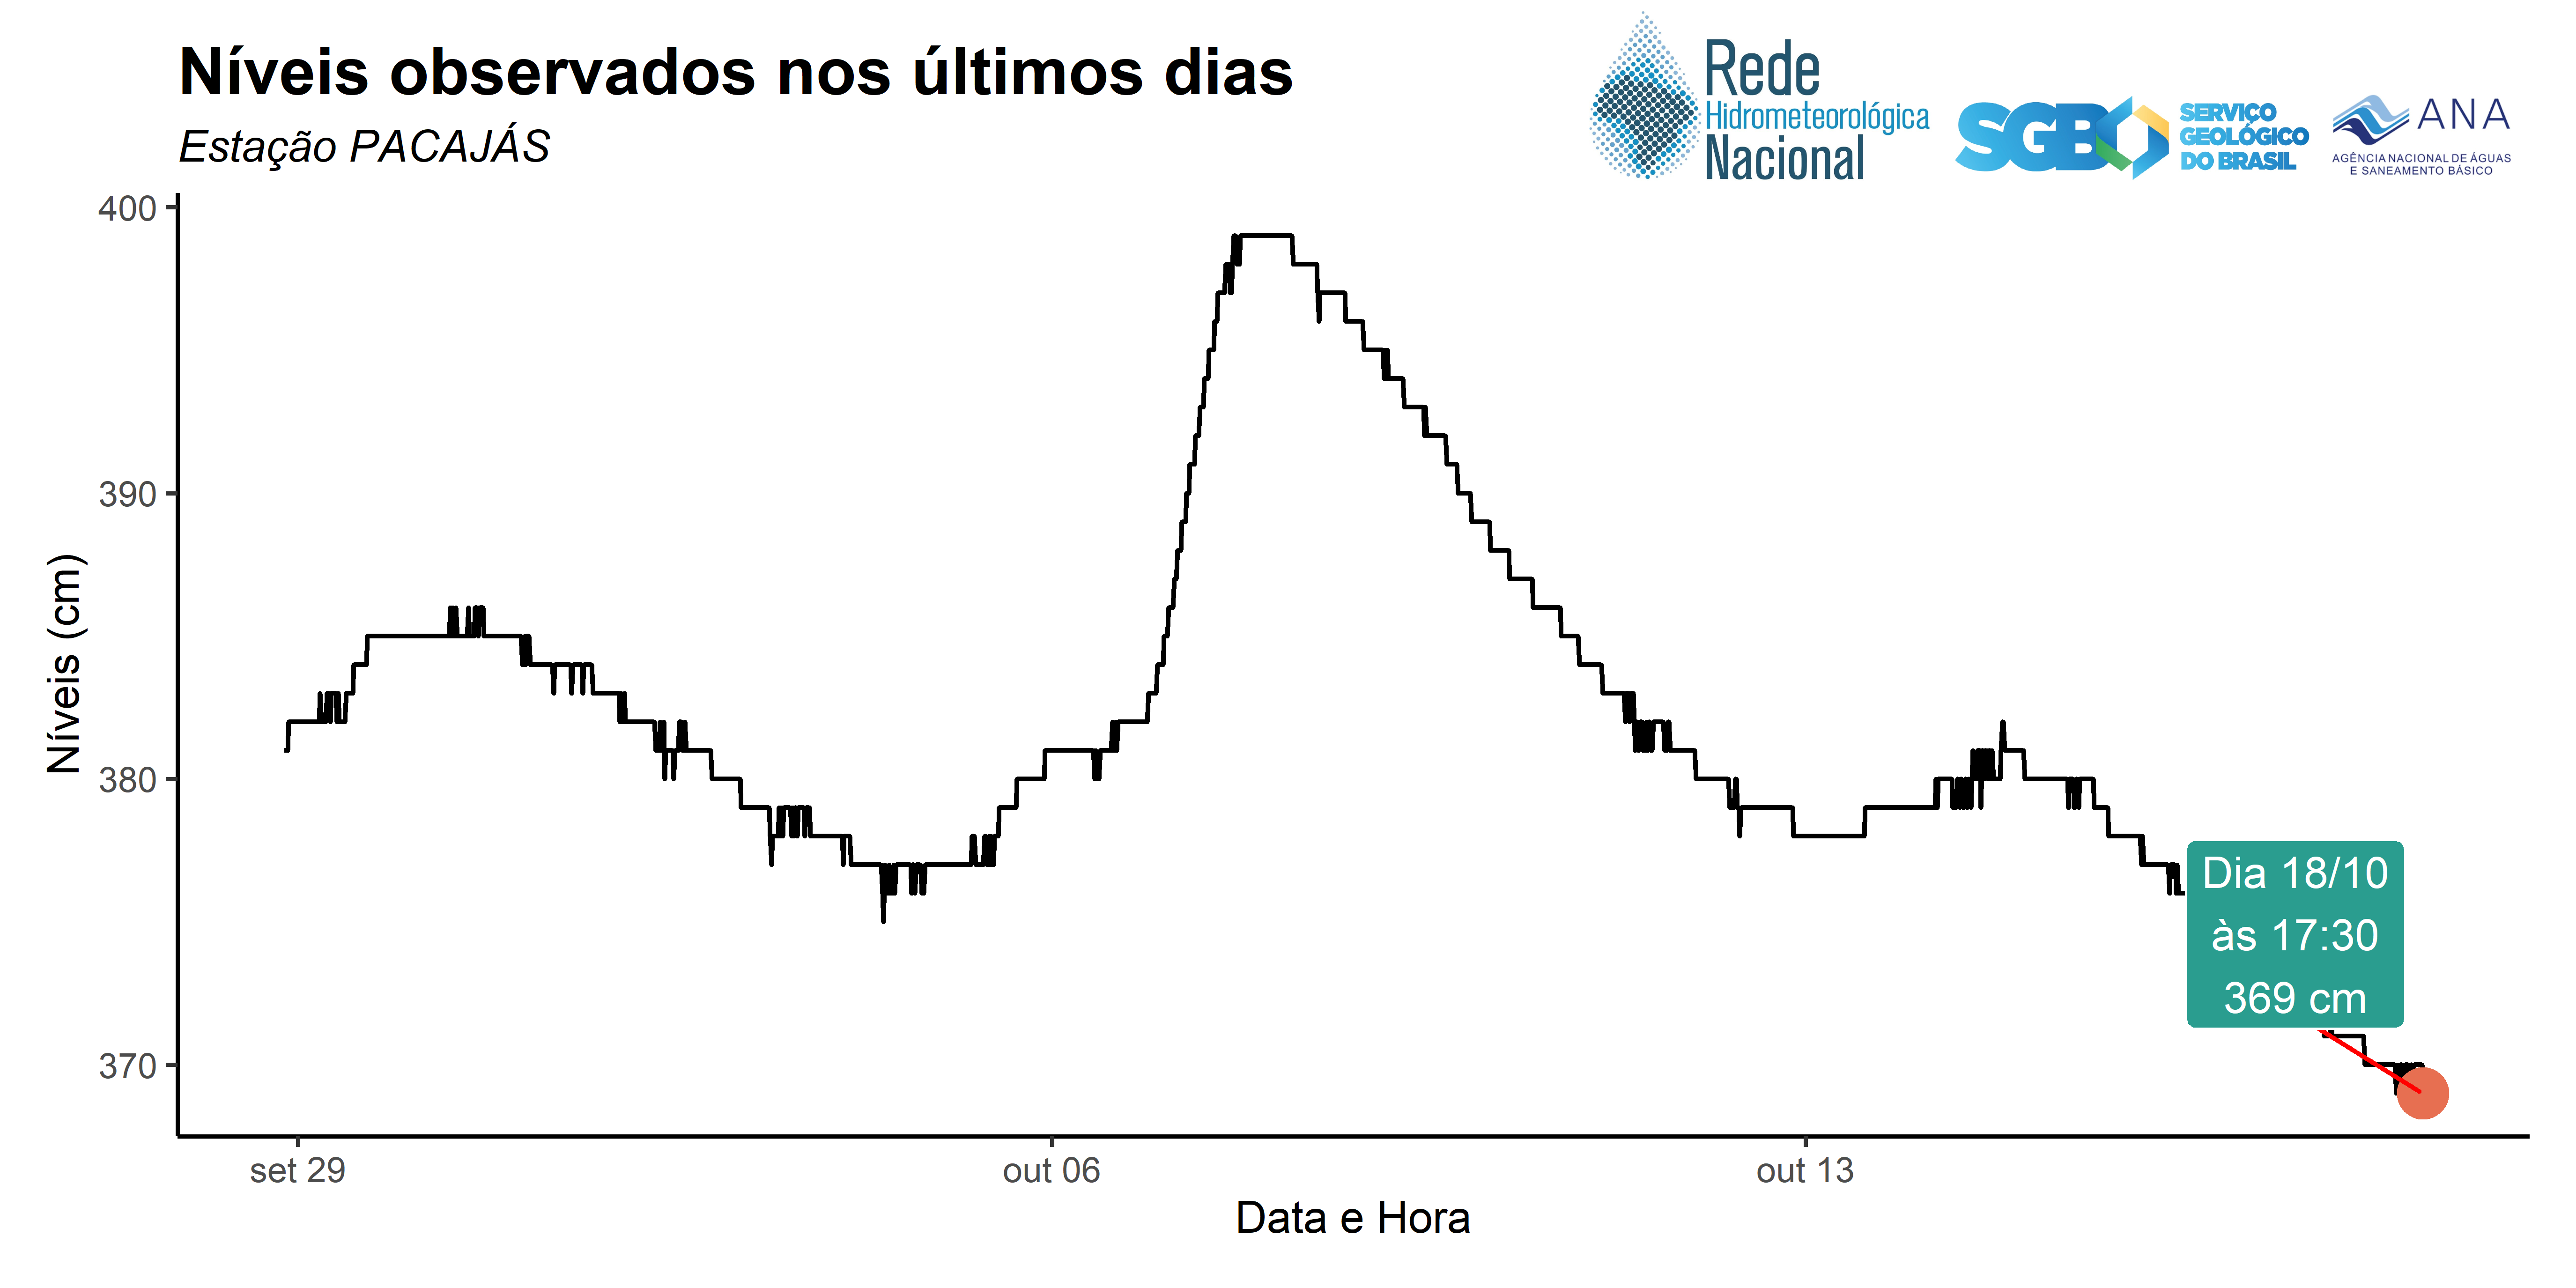 Níveis observados nos últimos dias
Estação PACAJÁS
Rede
Hidrometeorológica
Nacional
SGB
SERVIÇO
GEOLÓGICO
DO BRASIL
ANA
AGÊNCIA NACIONAL DE ÁGUAS
E SANEAMENTO BÁSICO
400
390
380
370
Níveis (cm)
Dia 18/10
às 17:30
369 cm
set 29
out 06
out 13
Data e Hora